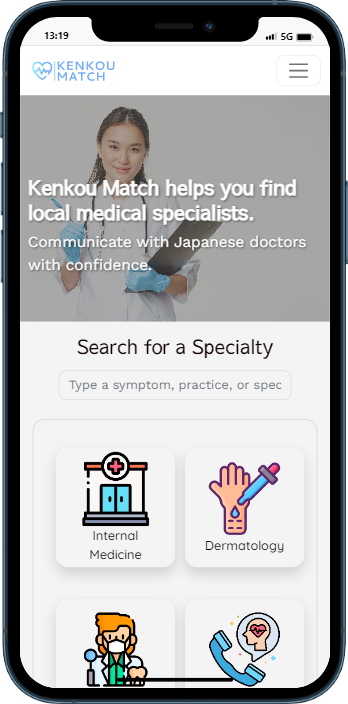 13:19
5G
KENKOU
MATCH
Kenkou Match helps you find
local medical specialists.
Communicate with Japanese doctors
with confidence.
Search for a Specialty
Type a symptom, practice, or spec
Internal
Medicine
Dermatology